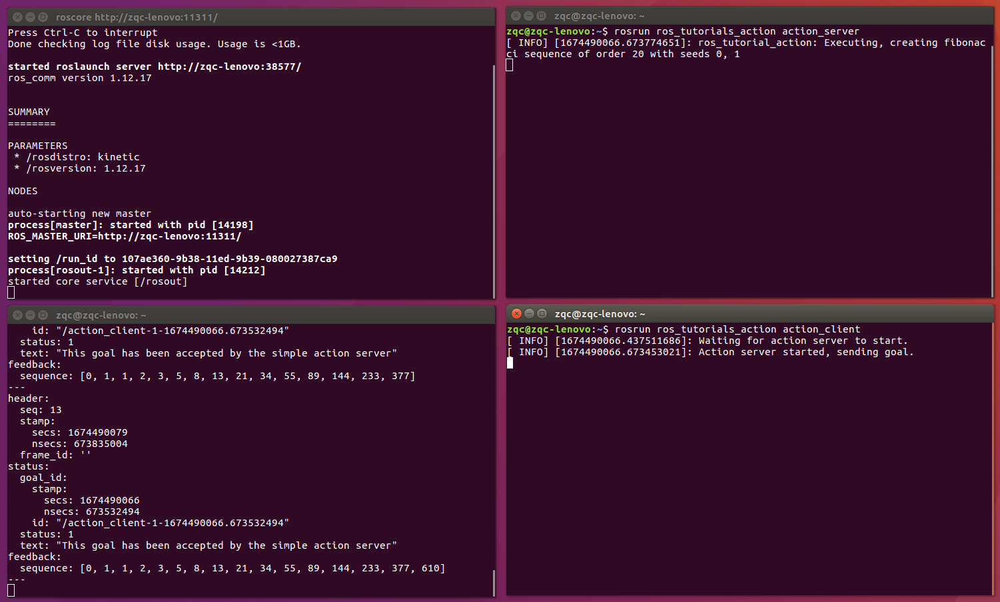 roscore http://zqc-lenovo:11311/
Press Ctrl-C to interrupt
Done checking log file disk usage. Usage is <1GB.
started roslaunch server http://zqc-lenovo:38577/
ros_comm version 1.12.17
SUMMARY
========
PARAMETERS
 * /rosdistro: kinetic
 * /rosversion: 1.12.17
NODES
auto-starting new master
process[master]: started with pid [14198]
ROS_MASTER_URI=http://zqc-lenovo:11311/
setting /run_id to 107ae360-9b38-11ed-9b39-080027387ca9
process[rosout-1]: started with pid [14212]
started core service [/rosout]
zqc@zqc-lenovo: ~
zqc@zqc-lenovo:~$ rosrun ros_tutorials_action action_server
[ INFO] [1674490066.673774651]: ros_tutorial_action: Executing, creating fibonac
ci sequence of order 20 with seeds 0, 1
zqc@zqc-lenovo: ~
    id: "/action_client-1-1674490066.673532494"
  status: 1
  text: "This goal has been accepted by the simple action server"
feedback:
  sequence: [0, 1, 1, 2, 3, 5, 8, 13, 21, 34, 55, 89, 144, 233, 377]
---
header:
  seq: 13
  stamp:
    secs: 1674490079
    nsecs: 673835004
  frame_id: ''
status:
  goal_id:
    stamp:
      secs: 1674490066
      nsecs: 673532494
    id: "/action_client-1-1674490066.673532494"
  status: 1
  text: "This goal has been accepted by the simple action server"
feedback:
  sequence: [0, 1, 1, 2, 3, 5, 8, 13, 21, 34, 55, 89, 144, 233, 377, 610]
---
zqc@zqc-lenovo: ~
zqc@zqc-lenovo:~$ rosrun ros_tutorials_action action_client
[ INFO] [1674490066.437511686]: Waiting for action server to start.
[ INFO] [1674490066.673453021]: Action server started, sending goal.